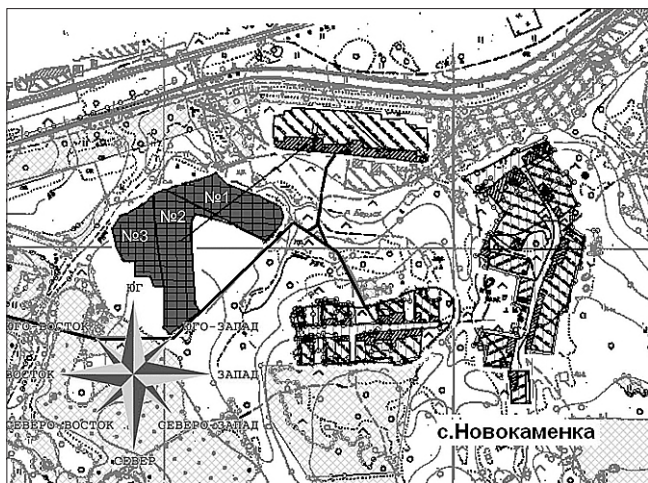 №1
№2
№3
ЮГ
ЮГО-ВОСТОК
ЮГО-ЗАПАД
ВОСТОК
ЗАПАД
СЕВЕРО-ВОСТОК
СЕВЕРО-ЗАПАД
СЕВЕР
с.Новокаменка